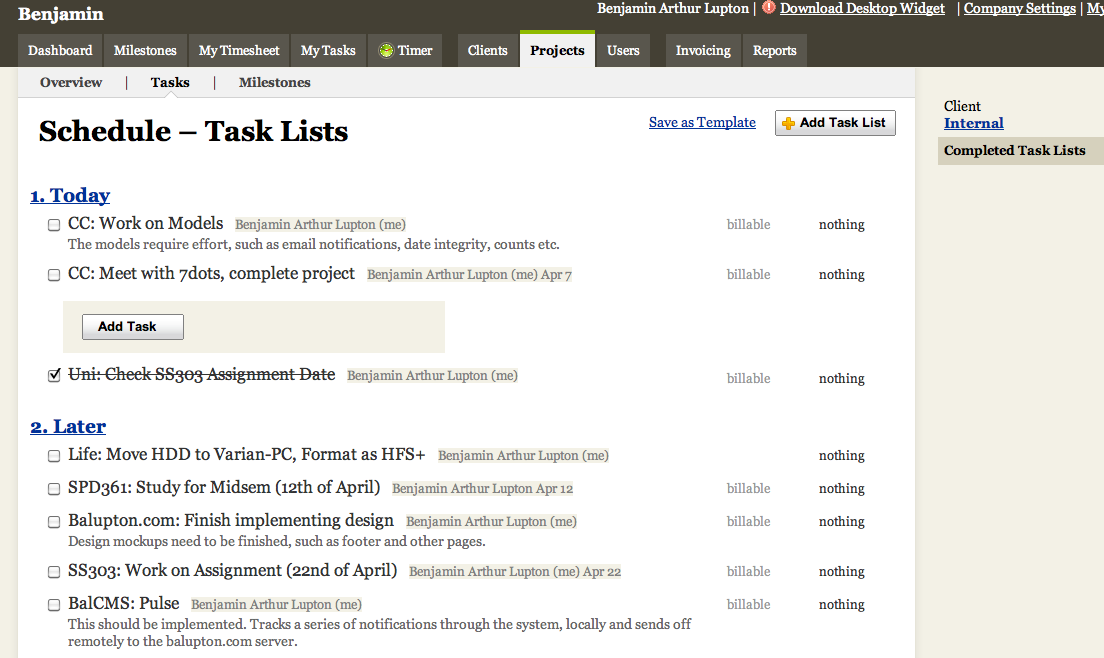 Benjamin
Benjamin Arthur Lupton | Download Desktop Widget | Company Settings | My
Dashboard Milestones My Timesheet My Tasks Timer Clients Projects Users Invoicing Reports
Overview | Tasks | Milestones
Schedule – Task Lists
Save as Template
Add Task List
Client
Internal
Completed Task Lists
1. Today
CC: Work on Models Benjamin Arthur Lupton (me) billable nothing
The models require effort, such as email notifications, date integrity, counts etc.
CC: Meet with 7dots, complete project Benjamin Arthur Lupton (me) Apr 7 billable nothing
Add Task
Uni: Check SS303 Assignment Date Benjamin Arthur Lupton (me) billable nothing
2. Later
Life: Move HDD to Varian-PC, Format as HFS+ Benjamin Arthur Lupton (me) nothing
SPD361: Study for Midsem (12th of April) Benjamin Arthur Lupton Apr 12 billable nothing
Balupton.com: Finish implementing design Benjamin Arthur Lupton (me) billable nothing
Design mockups need to be finished, such as footer and other pages.
SS303: Work on Assignment (22nd of April) Benjamin Arthur Lupton (me) Apr 22 billable nothing
BalCMS: Pulse Benjamin Arthur Lupton (me) billable nothing
This should be implemented. Tracks a series of notifications through the system, locally and sends off
remotely to the balupton.com server.